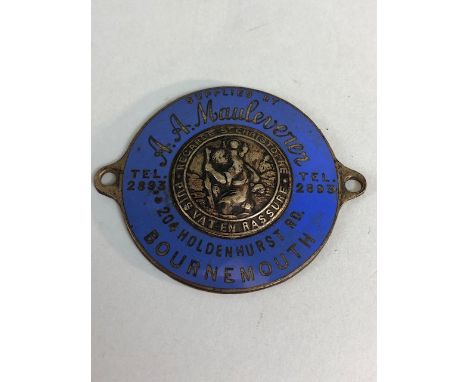 SUPPLIED BY
A.A. Mauleverer
TEL. 2893
TEL. 2893
REGARDE ST CHRISTOPHE
PUIS VA T'EN RASSURE
204, HOLDENHURST RD.
BOURNEMOUTH